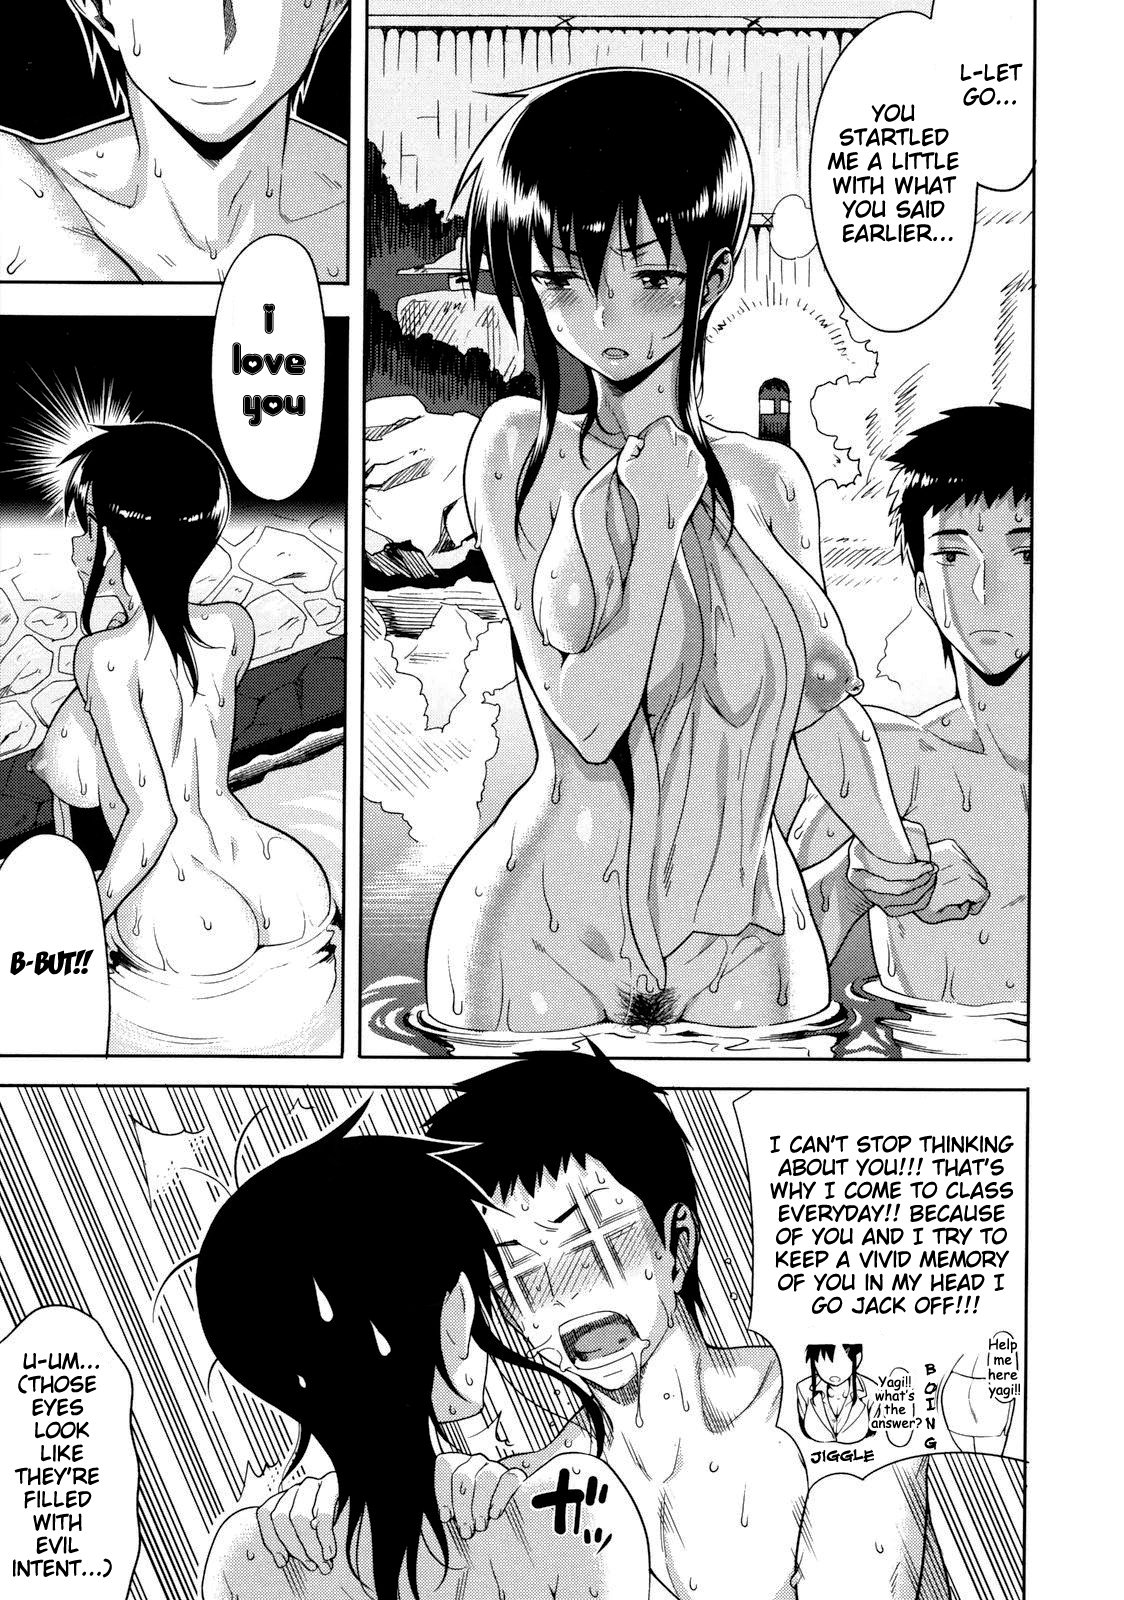 L-LET
GO...
YOU
STARTLED
ME A LITTLE
WITH WHAT
YOU SAID
EARLIER...
i
love
you
B-BUT!!
I CAN'T STOP THINKING
ABOUT YOU!!! THAT'S
WHY I COME TO CLASS
EVERYDAY!! BECAUSE
OF YOU AND I TRY TO
KEEP A VIVID MEMORY
OF YOU IN MY HEAD I
GO JACK OFF!!!
Help
me
here
yagi!!
BOING
Yagi!!
what's
the
answer?
JIGGLE
ガッ
U-UM...
(THOSE
EYES
LOOK
LIKE
THEY'RE
FILLED
WITH
EVIL
INTENT...)